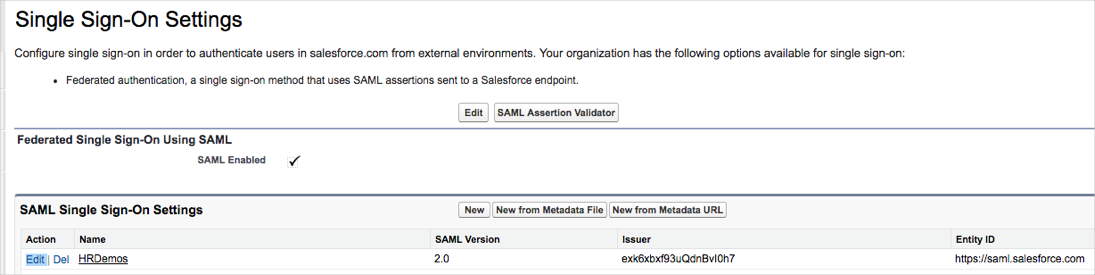 Single Sign-On Settings
Configure single sign-on in order to authenticate users in salesforce.com from external environments. Your organization has the following options available for single sign-on:
• Federated authentication, a single sign-on method that uses SAML assertions sent to a Salesforce endpoint.
Edit SAML Assertion Validator
Federated Single Sign-On Using SAML
SAML Enabled ✓
SAML Single Sign-On Settings New New from Metadata File New from Metadata URL
Action Name SAML Version Issuer Entity ID
Edit | Del HRDemos 2.0 exk6xbxf93uQdnBvI0h7 https://saml.salesforce.com